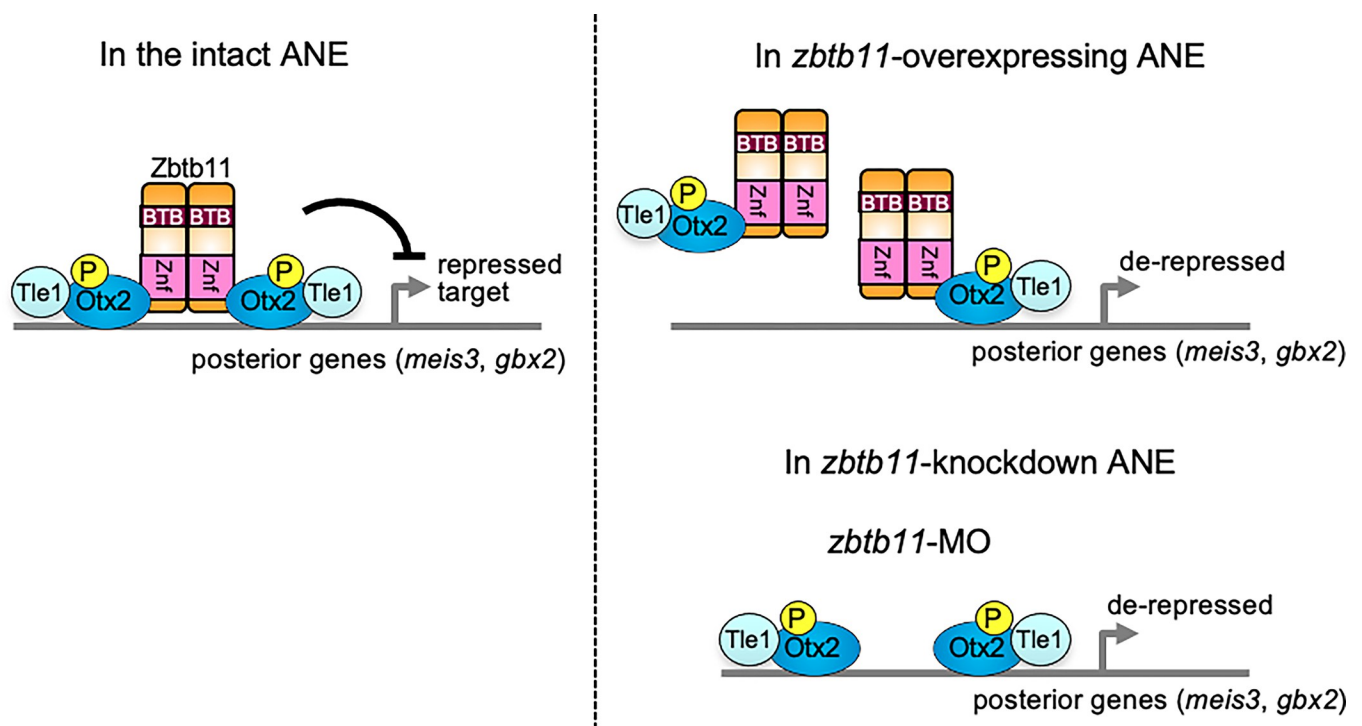 In the intact ANE
Zbtb11
BTB BTB
Znf Znf
P P
Tle1 Otx2 Otx2 Tle1
repressed
target
posterior genes (meis3, gbx2)
In zbtb11-overexpressing ANE
BTB BTB
Znf Znf
P
Tle1 Otx2
BTB BTB
Znf Znf
P
Otx2 Tle1
de-repressed
posterior genes (meis3, gbx2)
In zbtb11-knockdown ANE
zbtb11-MO
P P
Tle1 Otx2 Otx2 Tle1
de-repressed
posterior genes (meis3, gbx2)